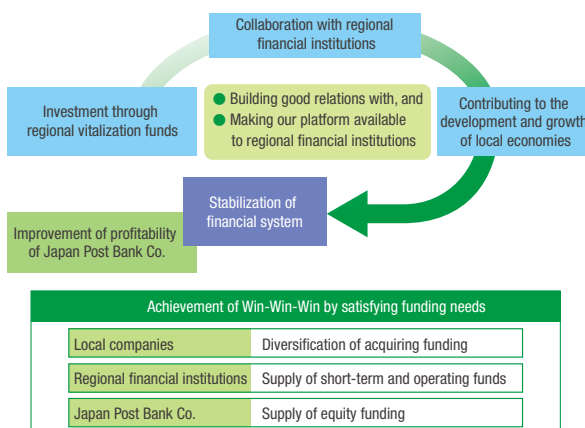 Collaboration with regional
financial institutions
Investment through
regional vitalization funds
● Building good relations with, and
● Making our platform available
to regional financial institutions
Contributing to the
development and growth
of local economies
Stabilization of
financial system
Improvement of profitability
of Japan Post Bank Co.
Achievement of Win-Win-Win by satisfying funding needs
Local companies Diversification of acquiring funding
Regional financial institutions Supply of short-term and operating funds
Japan Post Bank Co. Supply of equity funding